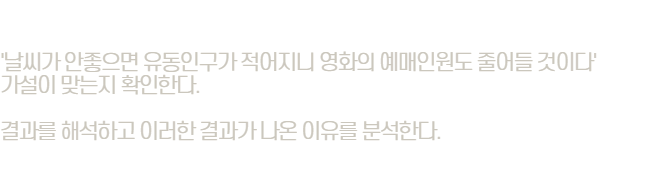 '날씨가 안좋으면 유동인구가 적어지니 영화의 예매인원도 줄어들 것이다'
가설이 맞는지 확인한다.
결과를 해석하고 이러한 결과가 나온 이유를 분석한다.